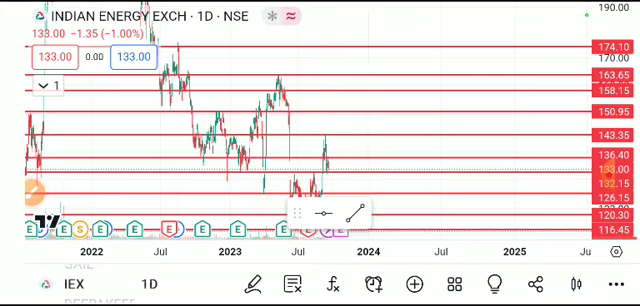 INDIAN ENERGY EXCH · 1D · NSE
133.00 −1.35 (−1.00%)
133.00 0.00 133.00
1
190.00
174.10
170.00
163.65
158.15
150.95
143.35
136.40
133.00
132.15
126.15
120.30
116.45
E E S E E E E E E E
2022 Jul 2023 Jul 2024 2025 Ju
IEX 1D